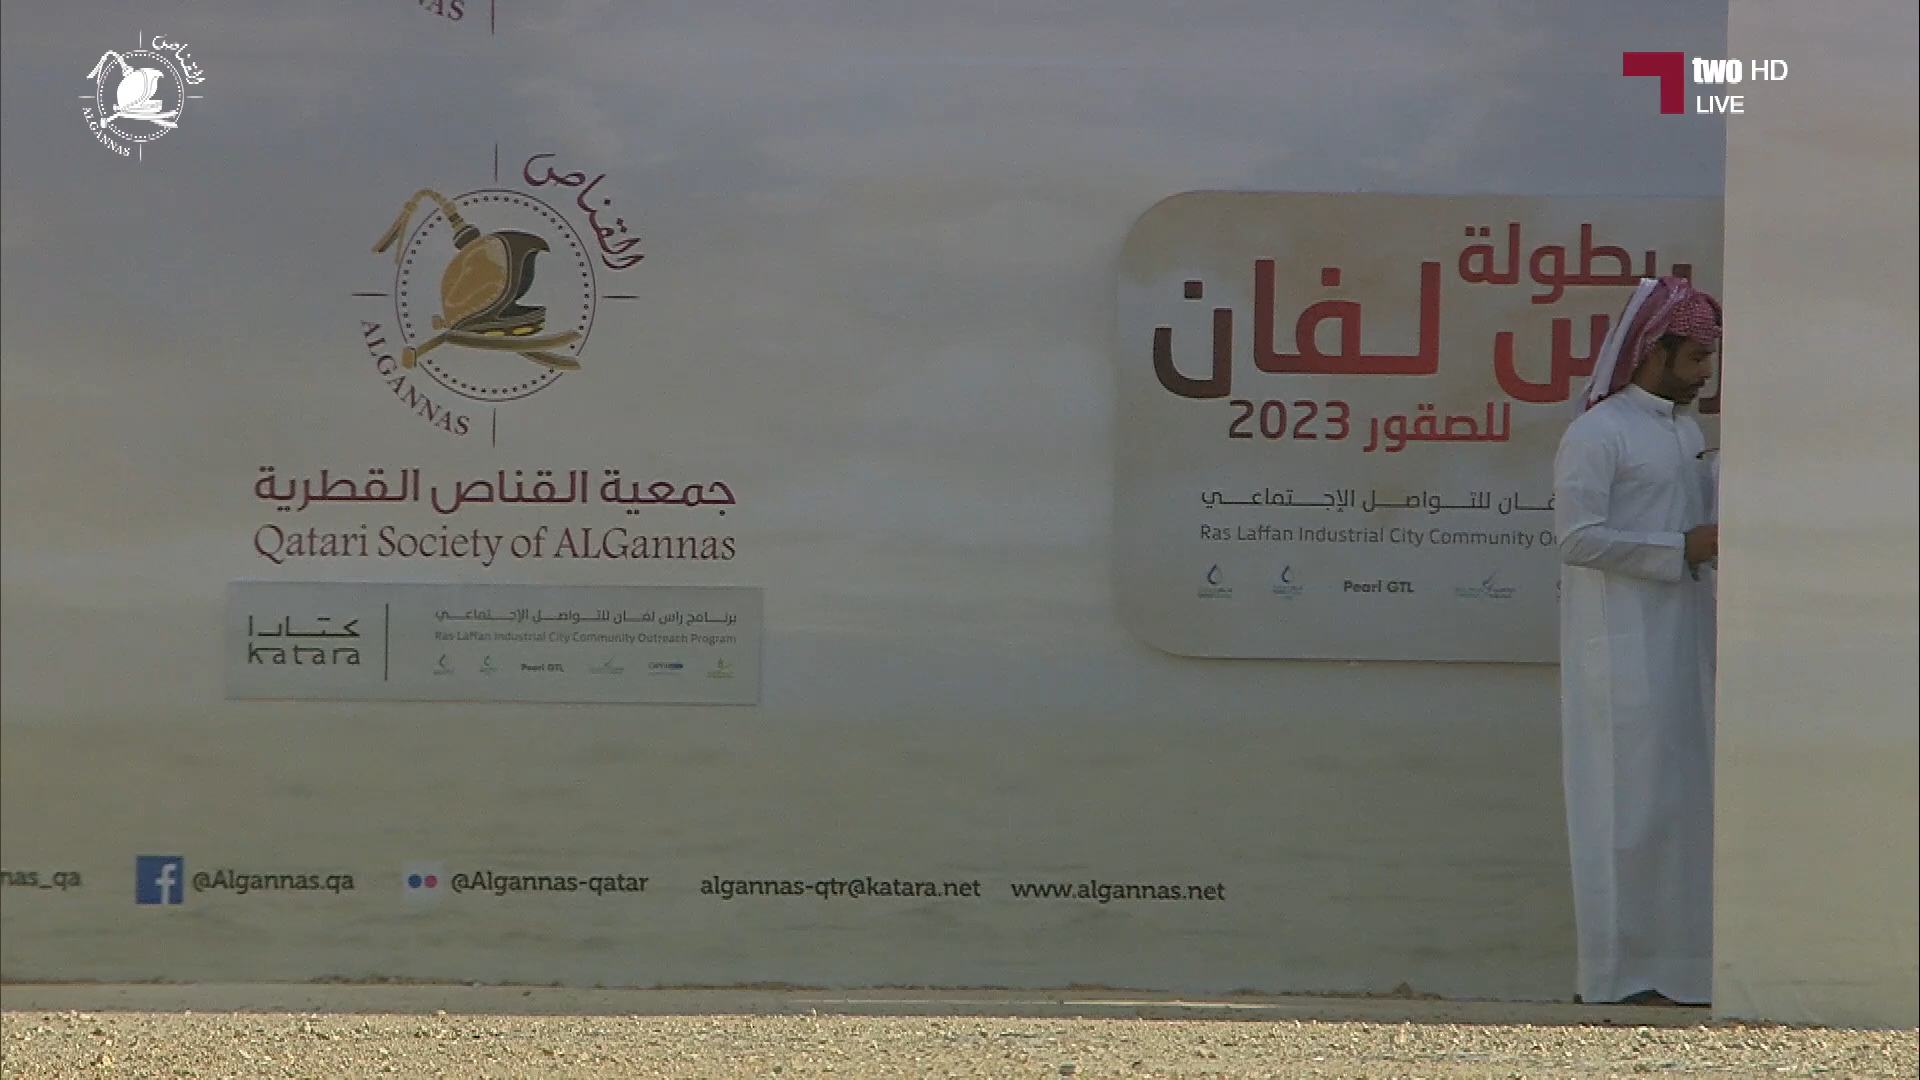 القناص
ALGANNAS
two HD
LIVE
القناص
ALGANNAS
جمعية القناص القطرية
Qatari Society of ALGannas
كتارا
katara
برنامج راس لفان للتواصل الإجتماعي
Ras Laffan Industrial City Community Outreach Program
Pearl GTL
بطولة
لفان
للصقور 2023
للتواصل الإجتماعي
Ras Laffan Industrial City Community
Pearl GTL
nas_qa
@Algannas.qa
@Algannas-qatar
algannas-qtr@katara.net
www.algannas.net